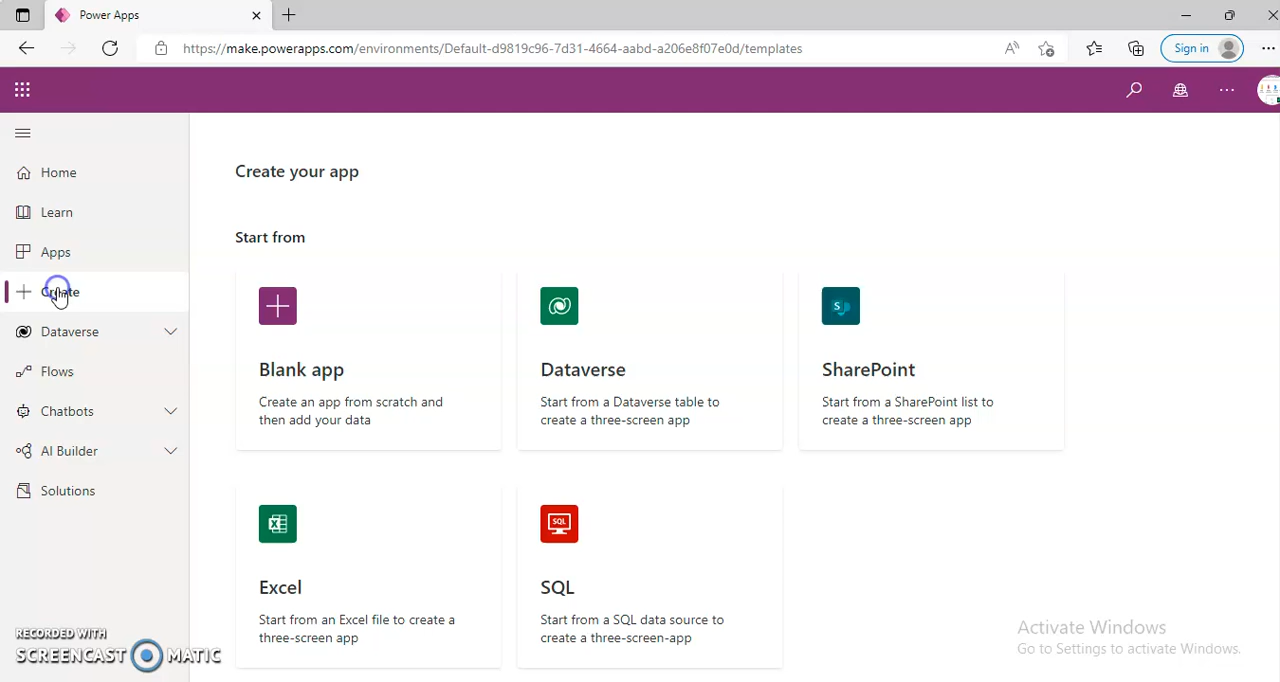 Power Apps
https://make.powerapps.com/environments/Default-d9819c96-7d31-4664-aabd-a206e8f07e0d/templates
Sign in
Home
Learn
Apps
Create
Dataverse
Flows
Chatbots
AI Builder
Solutions
Create your app
Start from
Blank app
Create an app from scratch and
then add your data
Dataverse
Start from a Dataverse table to
create a three-screen app
SharePoint
Start from a SharePoint list to
create a three-screen app
Excel
Start from an Excel file to create a
three-screen app
SQL
SQL
Start from a SQL data source to
create a three-screen-app
Activate Windows
Go to Settings to activate Windows.
RECORDED WITH
SCREENCAST MATIC